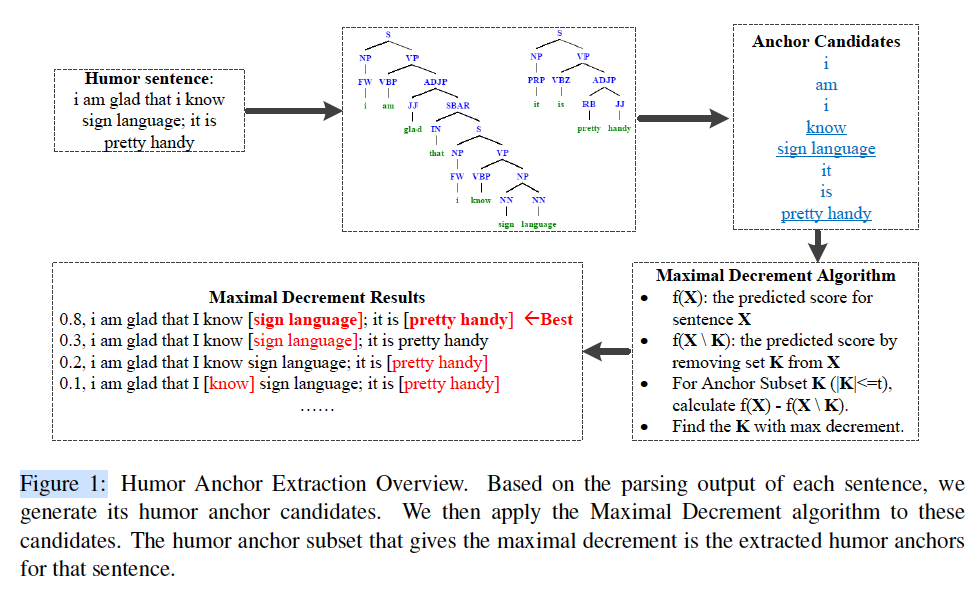 Humor sentence:
i am glad that i know
sign language; it is
pretty handy
S
NP VP
FW VBP ADJP
i am JJ SBAR
glad IN S
that NP VP
FW VBP NP
i know NN NN
sign language
S
NP VP
PRP VBZ ADJP
it is RB JJ
pretty handy
Anchor Candidates
i
am
i
know
sign language
it
is
pretty handy
Maximal Decrement Algorithm
• f(X): the predicted score for
sentence X
• f(X \ K): the predicted score by
removing set K from X
• For Anchor Subset K (|K|<=t),
calculate f(X) - f(X \ K).
• Find the K with max decrement.
Maximal Decrement Results
0.8, i am glad that I know [sign language]; it is [pretty handy] ←Best
0.3, i am glad that I know [sign language]; it is pretty handy
0.2, i am glad that I know sign language; it is [pretty handy]
0.1, i am glad that I [know] sign language; it is [pretty handy]
......
Figure 1: Humor Anchor Extraction Overview. Based on the parsing output of each sentence, we
generate its humor anchor candidates. We then apply the Maximal Decrement algorithm to these
candidates. The humor anchor subset that gives the maximal decrement is the extracted humor anchors
for that sentence.